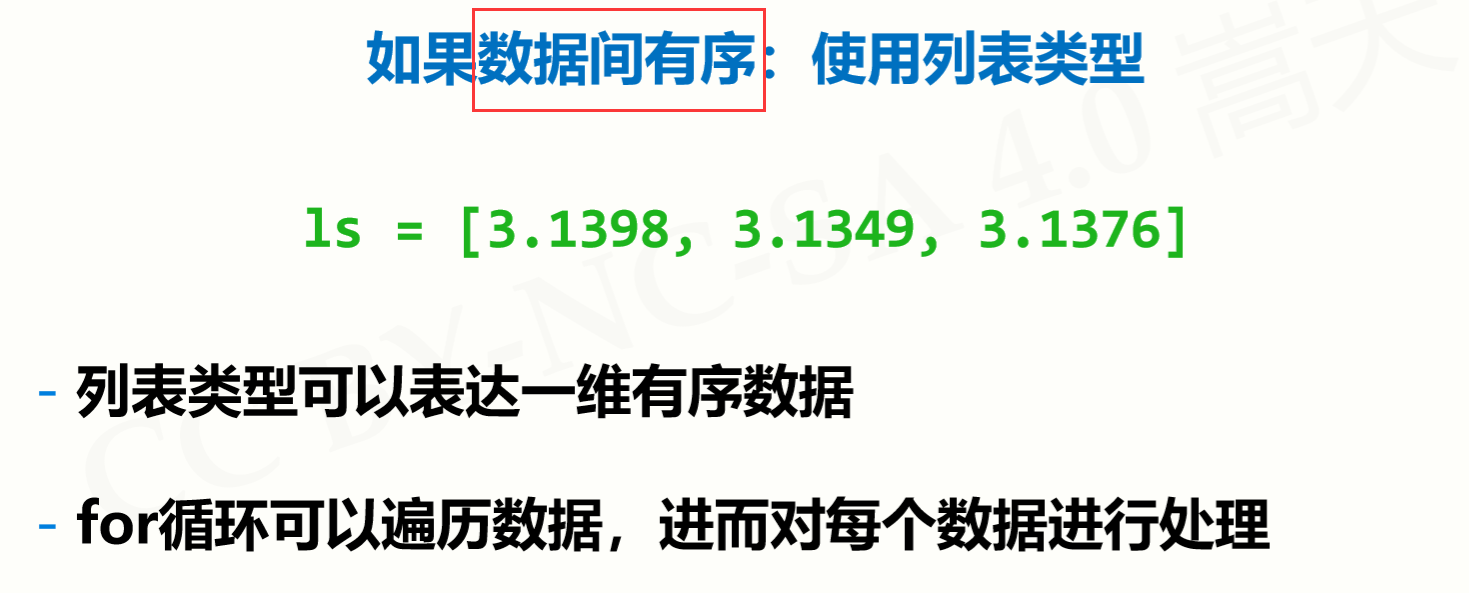 如果数据间有序：使用列表类型
ls = [3.1398, 3.1349, 3.1376]
- 列表类型可以表达一维有序数据
- for循环可以遍历数据，进而对每个数据进行处理
CC BY-NC-SA 4.0 嵩天